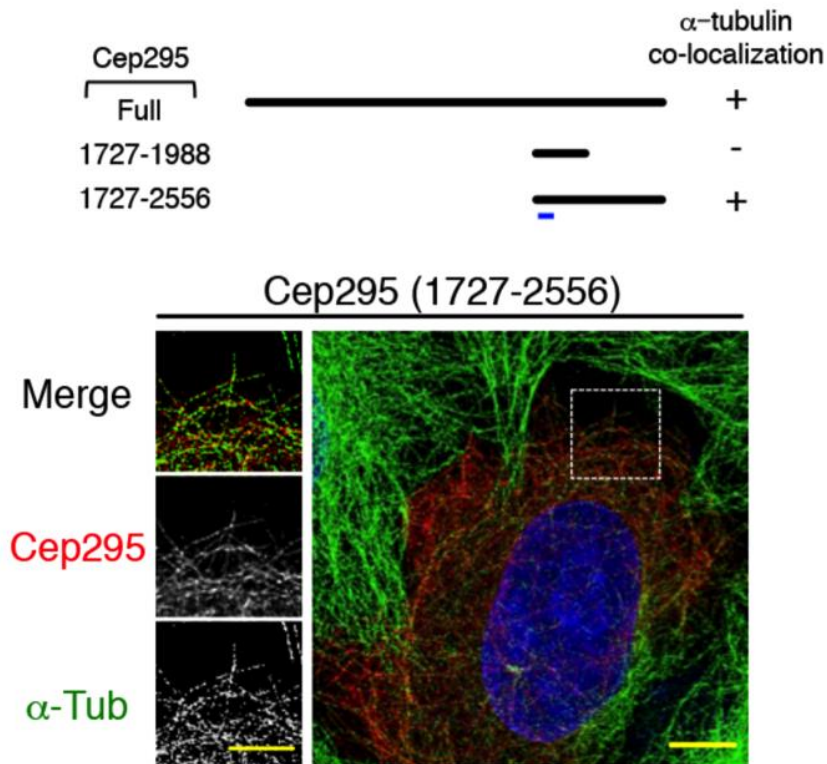 α-tubulin
co-localization
Cep295
Full +
1727-1988 -
1727-2556 +
Cep295 (1727-2556)
Merge
Cep295
α-Tub